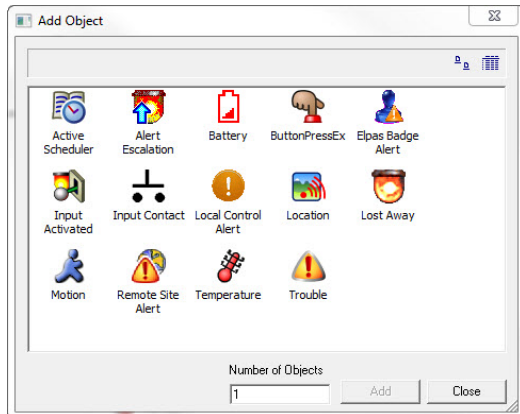 Add Object
Active
Scheduler
Alert
Escalation
Battery
ButtonPressEx
Elpas Badge
Alert
Input
Activated
Input Contact
Local Control
Alert
Location
Lost Away
Motion
Remote Site
Alert
Temperature
Trouble
Number of Objects
1
Add
Close